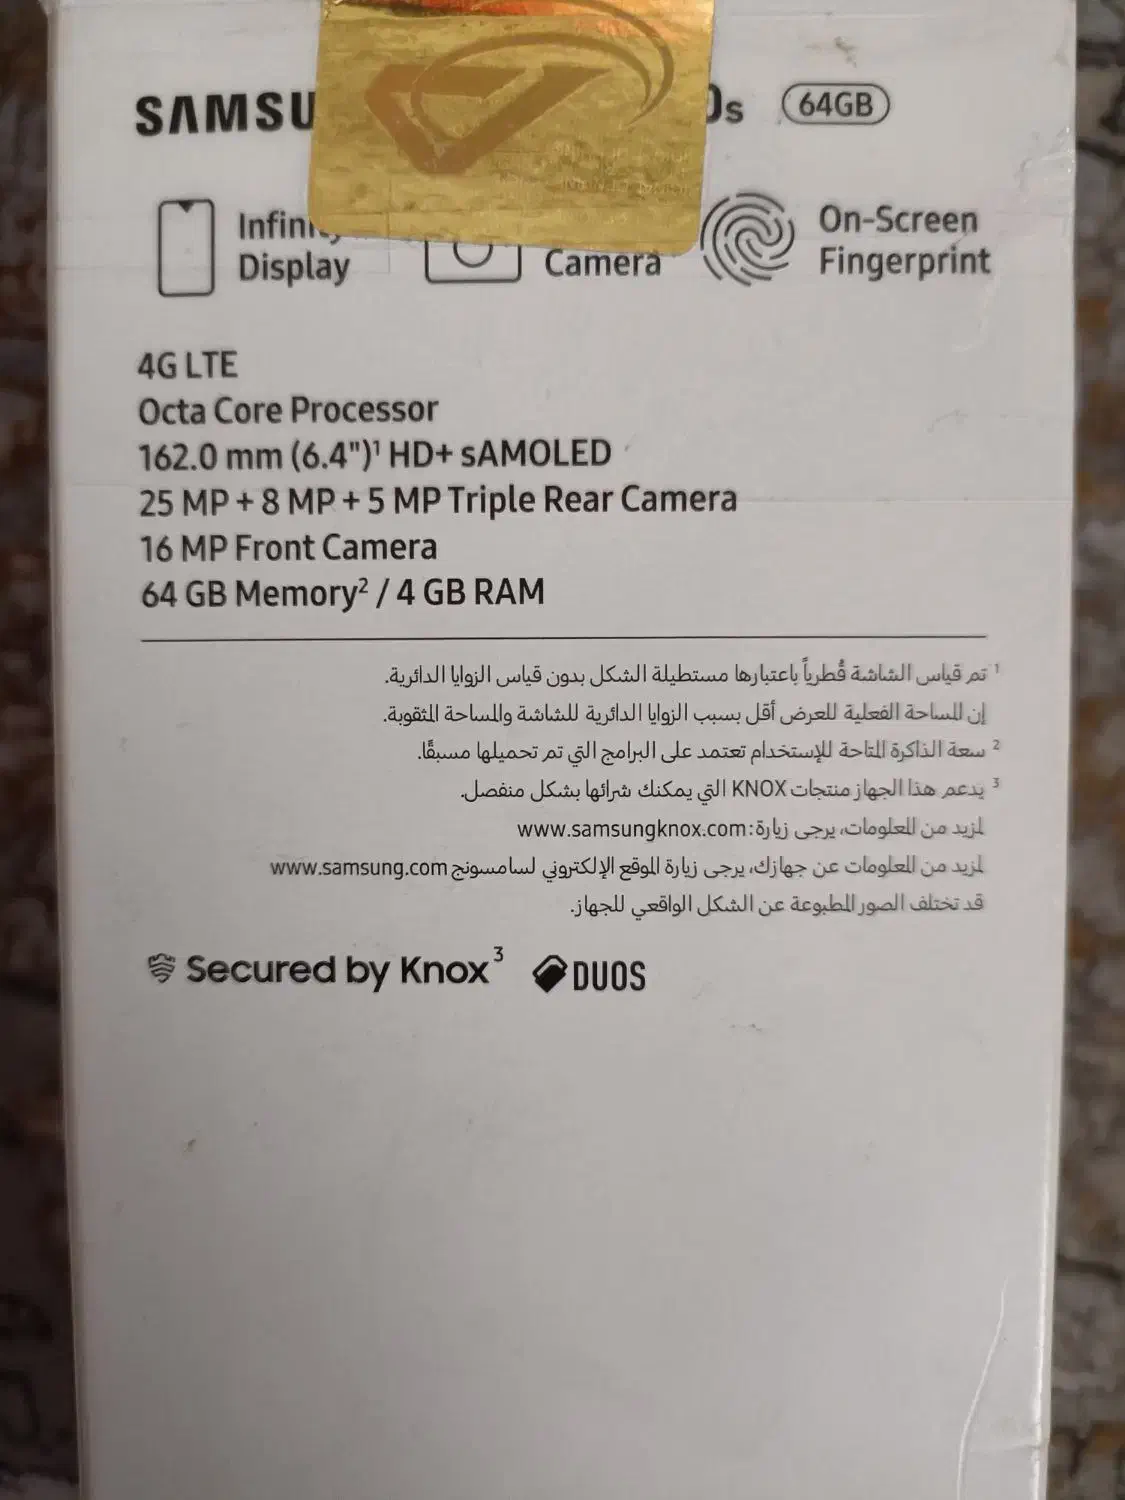 SAMSU 0s 64GB
Infinity Display
Camera
On-Screen Fingerprint
4G LTE
Octa Core Processor
162.0 mm (6.4")¹ HD+ sAMOLED
25 MP + 8 MP + 5 MP Triple Rear Camera
16 MP Front Camera
64 GB Memory² / 4 GB RAM
¹ تم قياس الشاشة قُطرياً باعتبارها مستطيلة الشكل بدون قياس الزوايا الدائرية.
إن المساحة الفعلية للعرض أقل بسبب الزوايا الدائرية للشاشة والمساحة المثقوبة.
² سعة الذاكرة المتاحة للإستخدام تعتمد على البرامج التي تم تحميلها مسبقًا.
³ يدعم هذا الجهاز منتجات KNOX التي يمكنك شرائها بشكل منفصل.
لمزيد من المعلومات، يرجى زيارة: www.samsungknox.com
لمزيد من المعلومات عن جهازك، يرجى زيارة الموقع الإلكتروني لسامسونج www.samsung.com
قد تختلف الصور المطبوعة عن الشكل الواقعي للجهاز.
Secured by Knox³ DUOS